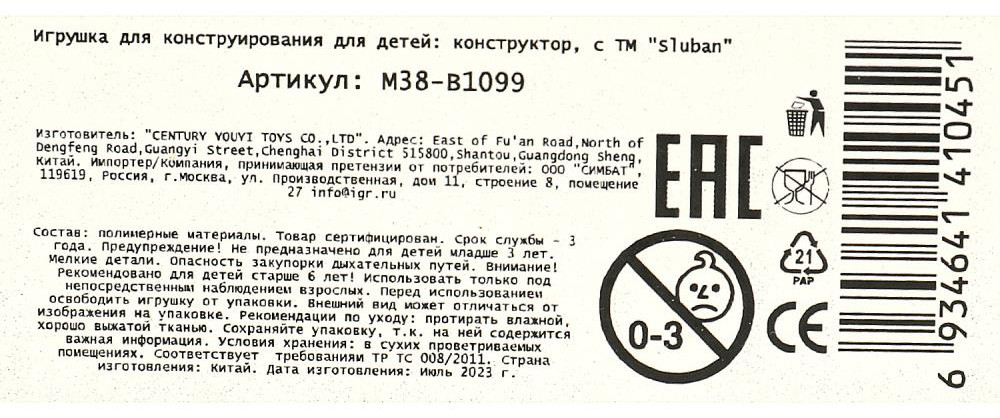 Игрушка для конструирования для детей: конструктор, с ТМ "Sluban"
Артикул: M38-B1099
Изготовитель: "CENTURY YOUYI TOYS CO.,LTD". Адрес: East of Fu'an Road,North of
Dengfeng Road,Guangyi Street,Chenghai District 515800,Shantou,Guangdong Sheng,
Китай. Импортер/Компания, принимающая претензии от потребителей: ООО "СИМБАТ",
119619, Россия, г.Москва, ул. Производственная, дом 11, строение 8, помещение
27 info@igr.ru
Состав: полимерные материалы. Товар сертифицирован. Срок службы - 3
года. Предупреждение! Не предназначено для детей младше 3 лет.
Мелкие детали. Опасность закупорки дыхательных путей. Внимание!
Рекомендовано для детей старше 6 лет! Использовать только под
непосредственным наблюдением взрослых. Перед использованием
освободить игрушку от упаковки. Внешний вид может отличаться от
изображения на упаковке. Рекомендации по уходу: протирать влажной,
хорошо выжатой тканью. Сохраняйте упаковку, т.к. на ней содержится
важная информация. Условия хранения: в сухих проветриваемых
помещениях. Соответствует требованиям ТР ТС 008/2011. Страна
изготовления: Китай. Дата изготовления: Июль 2023 г.
EAC
0-3
21
PAP
CE
6 934641 410451